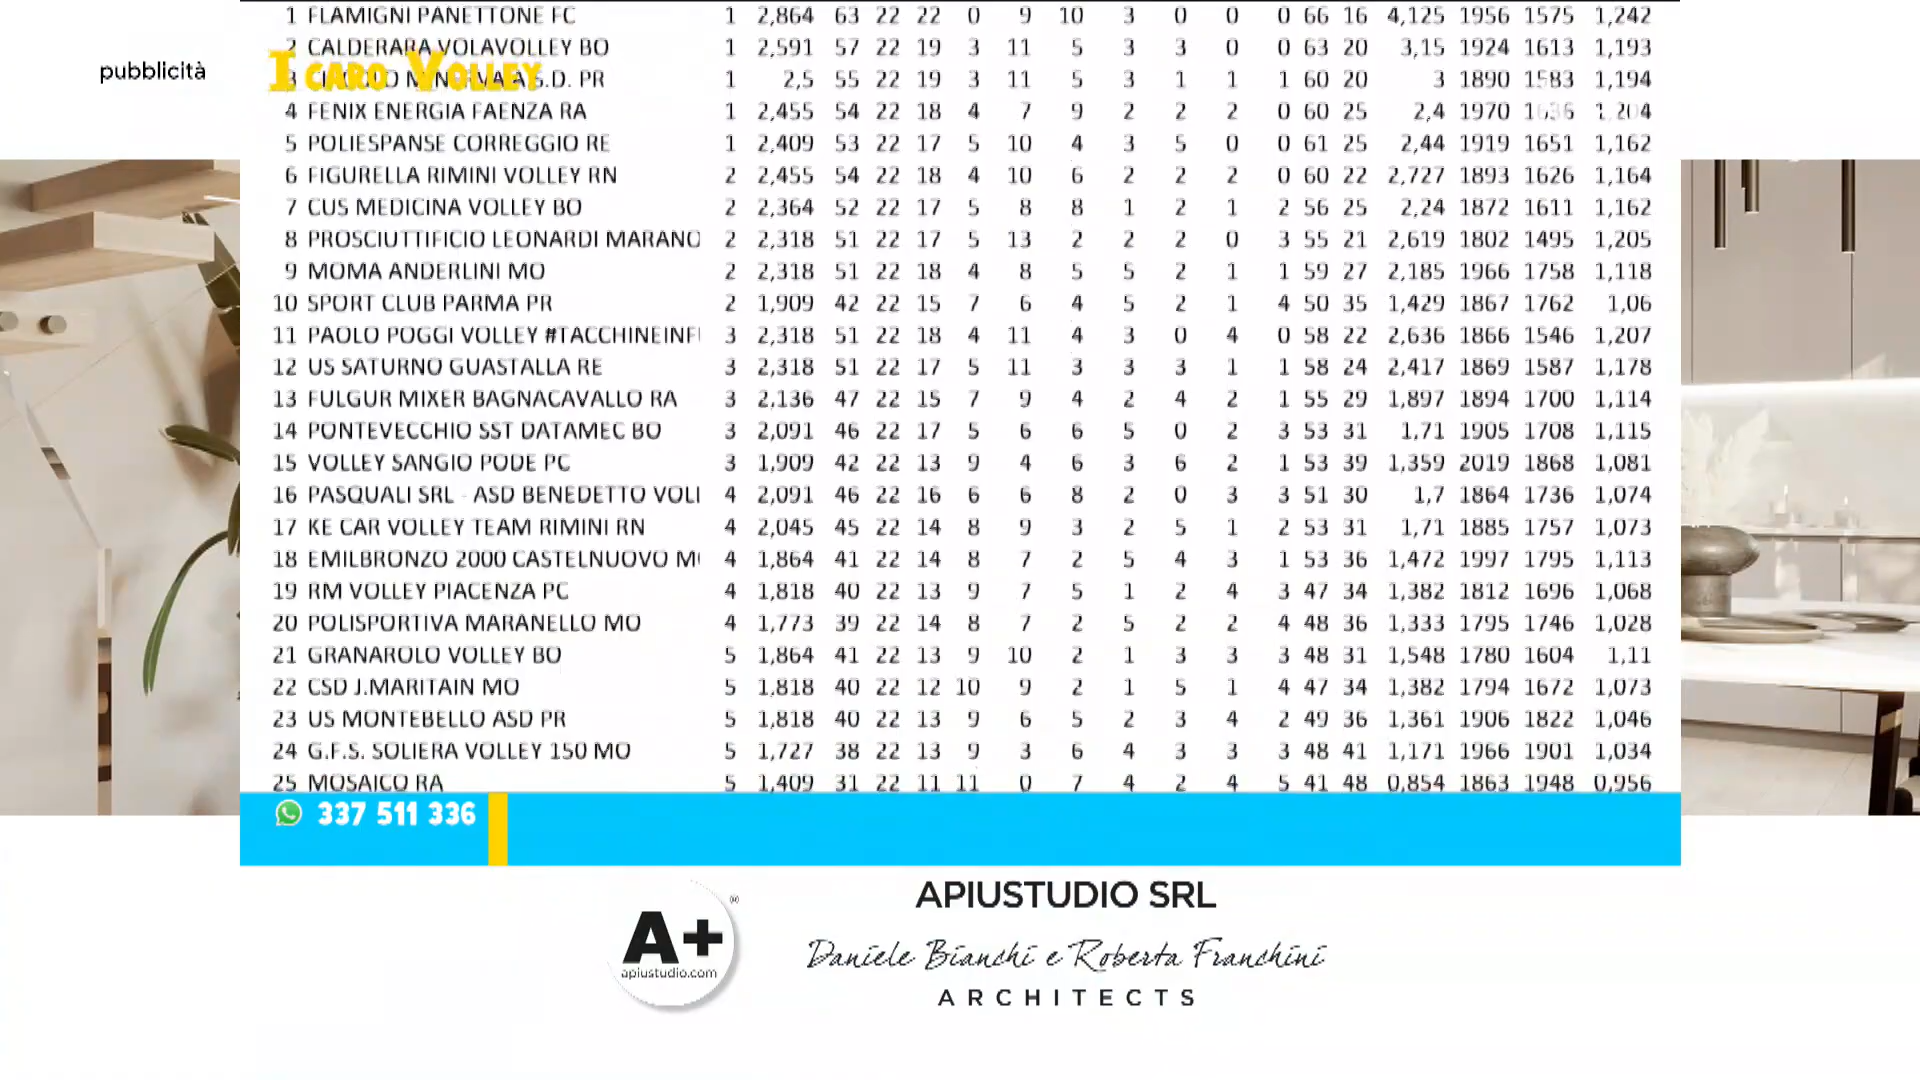 1 FLAMIGNI PANETTONE FC 1 2,864 63 22 22 0 9 10 3 0 0 0 66 16 4,125 1956 1575 1,242
2 CALDERARA VOLAVOLLEY BO 1 2,591 57 22 19 3 11 5 3 3 0 0 63 20 3,15 1924 1613 1,193
pubblicità
ICARO VOLLEY
3 S.D. PR 1 2,5 55 22 19 3 11 5 3 1 1 1 60 20 3 1890 1583 1,194
4 FENIX ENERGIA FAENZA RA 1 2,455 54 22 18 4 7 9 2 2 2 0 60 25 2,4 1970 1636 1,204
5 POLIESPANSE CORREGGIO RE 1 2,409 53 22 17 5 10 4 3 5 0 0 61 25 2,44 1919 1651 1,162
6 FIGURELLA RIMINI VOLLEY RN 2 2,455 54 22 18 4 10 6 2 2 2 0 60 22 2,727 1893 1626 1,164
7 CUS MEDICINA VOLLEY BO 2 2,364 52 22 17 5 8 8 1 2 1 2 56 25 2,24 1872 1611 1,162
8 PROSCIUTTIFICIO LEONARDI MARANO 2 2,318 51 22 17 5 13 2 2 2 0 3 55 21 2,619 1802 1495 1,205
9 MOMA ANDERLINI MO 2 2,318 51 22 18 4 8 5 5 2 1 1 59 27 2,185 1966 1758 1,118
10 SPORT CLUB PARMA PR 2 1,909 42 22 15 7 6 4 5 2 1 4 50 35 1,429 1867 1762 1,06
11 PAOLO POGGI VOLLEY #TACCHINEINF 3 2,318 51 22 18 4 11 4 3 0 4 0 58 22 2,636 1866 1546 1,207
12 US SATURNO GUASTALLA RE 3 2,318 51 22 17 5 11 3 3 3 1 1 58 24 2,417 1869 1587 1,178
13 FULGUR MIXER BAGNACAVALLO RA 3 2,136 47 22 15 7 9 4 2 4 2 1 55 29 1,897 1894 1700 1,114
14 PONTEVECCHIO SST DATAMEC BO 3 2,091 46 22 17 5 6 6 5 0 2 3 53 31 1,71 1905 1708 1,115
15 VOLLEY SANGIO PODE PC 3 1,909 42 22 13 9 4 6 3 6 2 1 53 39 1,359 2019 1868 1,081
16 PASQUALI SRL - ASD BENEDETTO VOLL 4 2,091 46 22 16 6 6 8 2 0 3 3 51 30 1,7 1864 1736 1,074
17 KE CAR VOLLEY TEAM RIMINI RN 4 2,045 45 22 14 8 9 3 2 5 1 2 53 31 1,71 1885 1757 1,073
18 EMILBRONZO 2000 CASTELNUOVO M 4 1,864 41 22 14 8 7 2 5 4 3 1 53 36 1,472 1997 1795 1,113
19 RM VOLLEY PIACENZA PC 4 1,818 40 22 13 9 7 5 1 2 4 3 47 34 1,382 1812 1696 1,068
20 POLISPORTIVA MARANELLO MO 4 1,773 39 22 14 8 7 2 5 2 2 4 48 36 1,333 1795 1746 1,028
21 GRANAROLO VOLLEY BO 5 1,864 41 22 13 9 10 2 1 3 3 3 48 31 1,548 1780 1604 1,11
22 CSD J.MARITAIN MO 5 1,818 40 22 12 10 9 2 1 5 1 4 47 34 1,382 1794 1672 1,073
23 US MONTEBELLO ASD PR 5 1,818 40 22 13 9 6 5 2 3 4 2 49 36 1,361 1906 1822 1,046
24 G.F.S. SOLIERA VOLLEY 150 MO 5 1,727 38 22 13 9 3 6 4 3 3 3 48 41 1,171 1966 1901 1,034
25 MOSAICO RA 5 1,409 31 22 11 11 0 7 4 2 4 5 41 48 0,854 1863 1948 0,956
337 511 336
A+ ®
apiustudio.com
APIUSTUDIO SRL
Daniele Bianchi e Roberta Franchini
ARCHITECTS